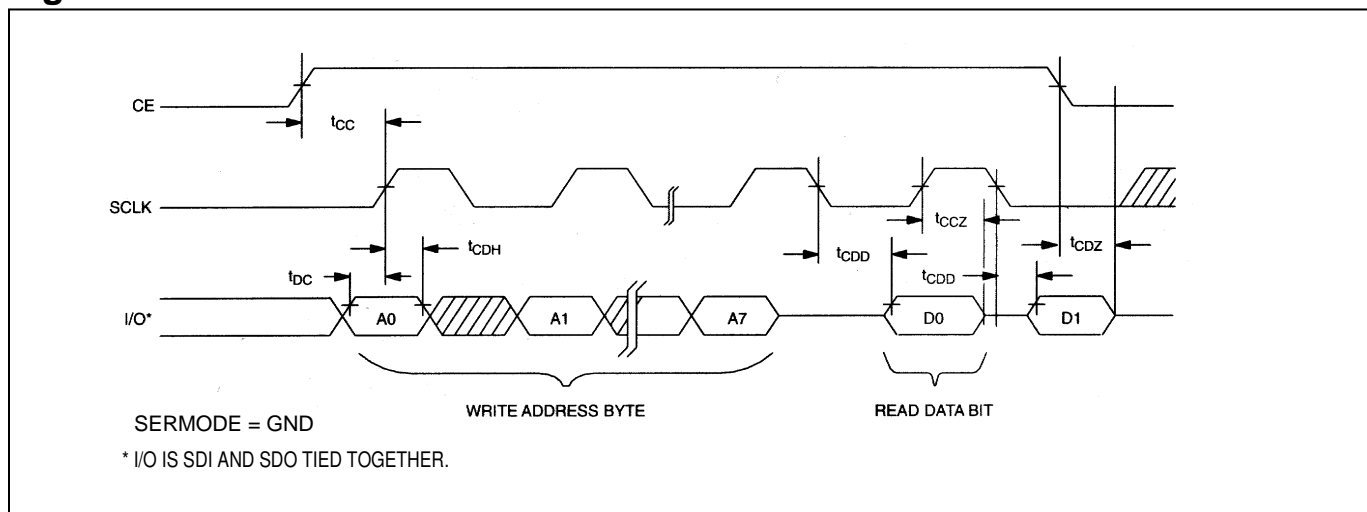 CE
tCC
SCLK
tCCZ
tCDH
tCDD
tCDZ
tDC
tCDD
I/O*
A0
A1
A7
D0
D1
WRITE ADDRESS BYTE
READ DATA BIT
SERMODE = GND
* I/O IS SDI AND SDO TIED TOGETHER.